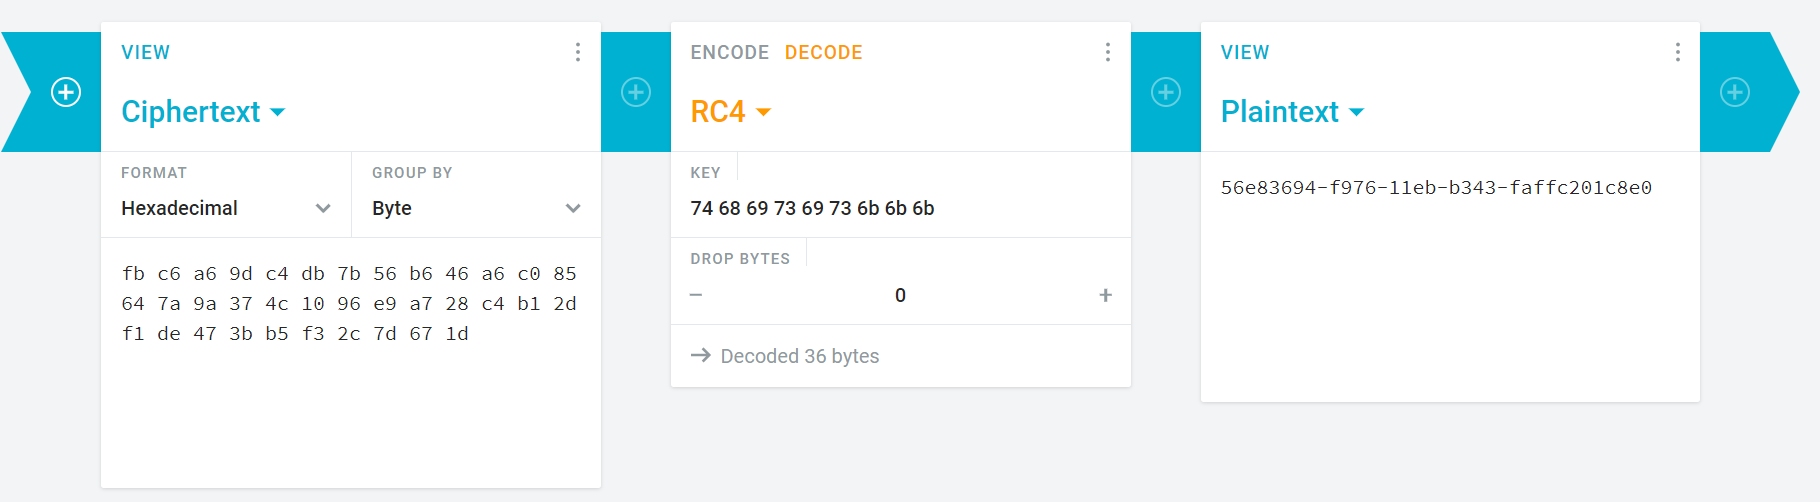 VIEW
Ciphertext
FORMAT
Hexadecimal
GROUP BY
Byte
fb c6 a6 9d c4 db 7b 56 b6 46 a6 c0 85
64 7a 9a 37 4c 10 96 e9 a7 28 c4 b1 2d
f1 de 47 3b b5 f3 2c 7d 67 1d
ENCODE DECODE
RC4
KEY
74 68 69 73 69 73 6b 6b 6b
DROP BYTES
− 0 +
→ Decoded 36 bytes
VIEW
Plaintext
56e83694-f976-11eb-b343-faffc201c8e0